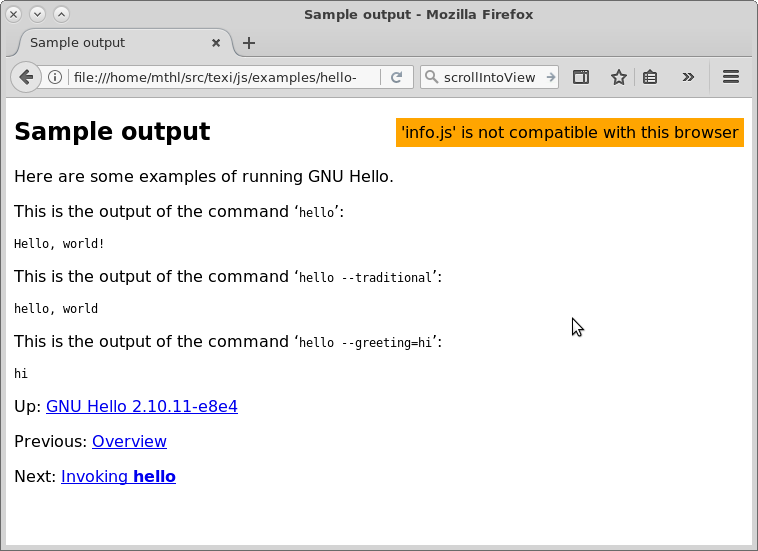 Sample output - Mozilla Firefox
Sample output
file:///home/mthl/src/texi/js/examples/hello-
scrollIntoView
Sample output
'info.js' is not compatible with this browser
Here are some examples of running GNU Hello.
This is the output of the command ‘hello’:
Hello, world!
This is the output of the command ‘hello --traditional’:
hello, world
This is the output of the command ‘hello --greeting=hi’:
hi
Up: GNU Hello 2.10.11-e8e4
Previous: Overview
Next: Invoking hello